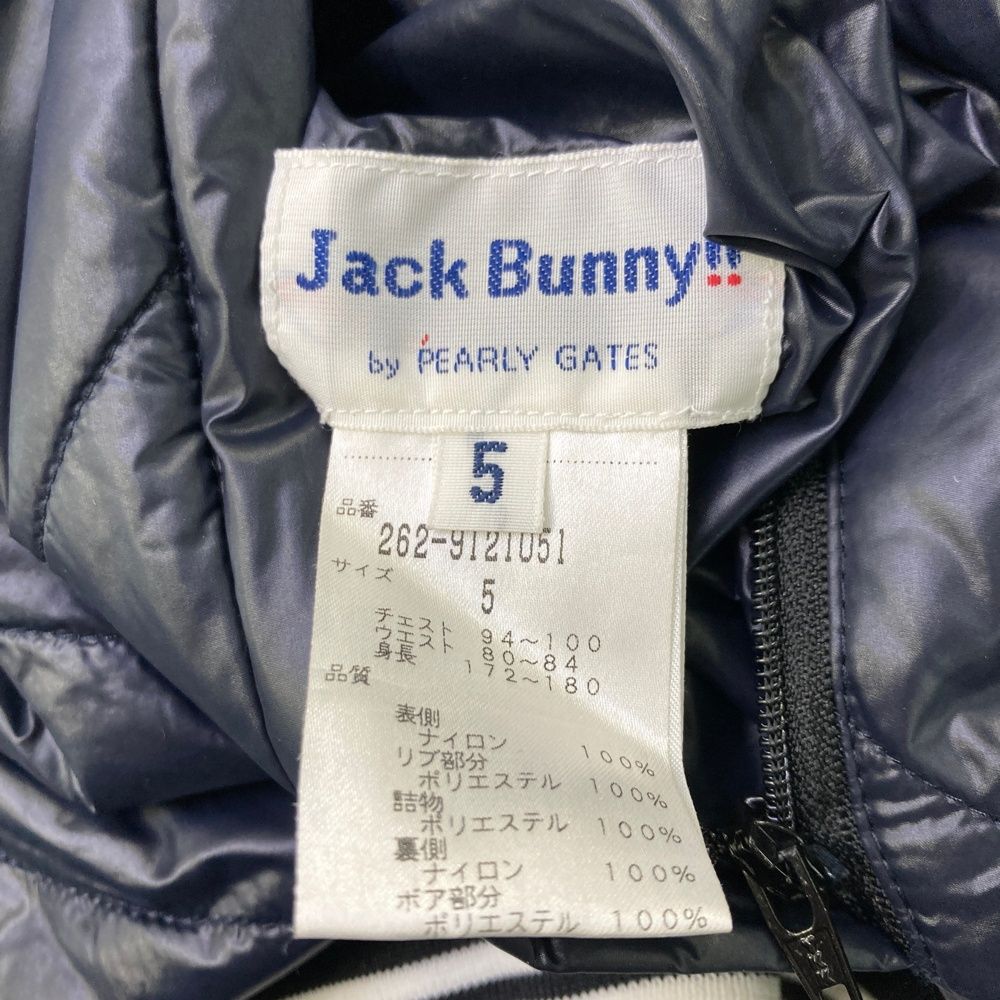 Jack Bunny!!
by PEARLY GATES
5
品番
262-9121051
サイズ
5
チェスト 94~100
ウエスト 80~84
身長 172~180
品質
表側
ナイロン 100%
リブ部分
ポリエステル 100%
詰物
ポリエステル 100%
裏側
ナイロン 100%
ボア部分
ポリエステル 100%